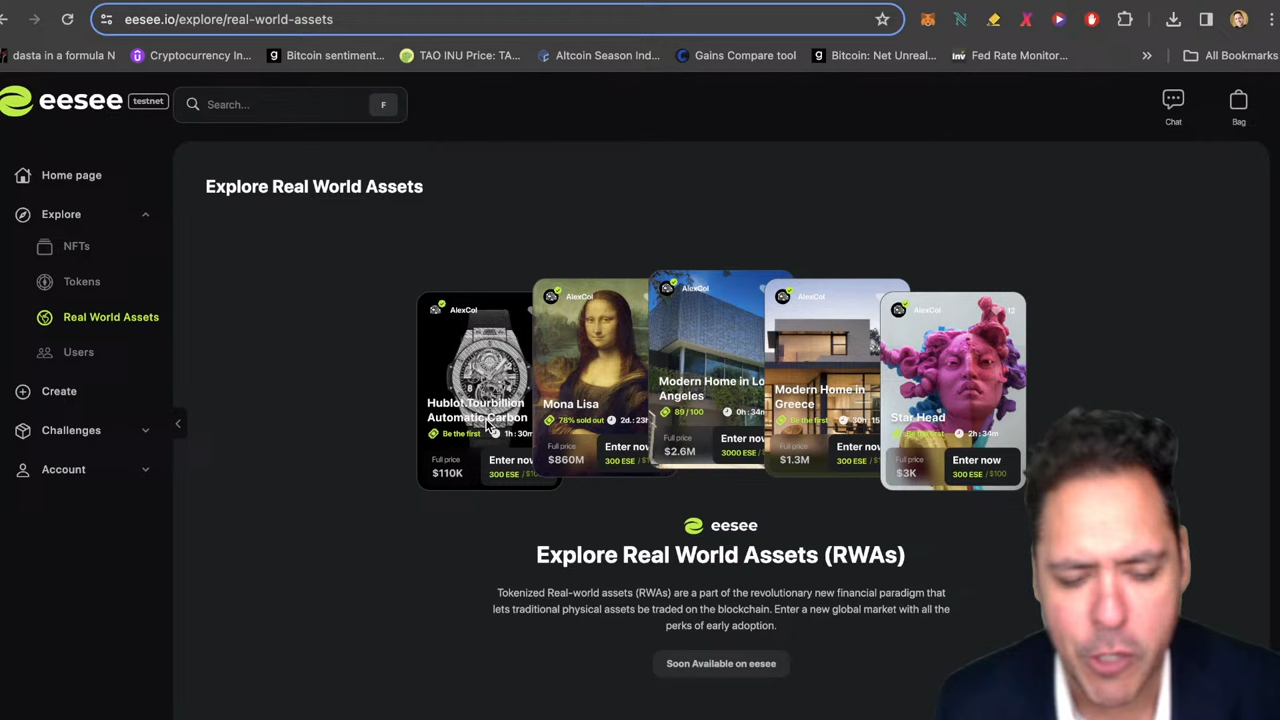 eesee.io/explore/real-world-assets
dasta in a formula N
Cryptocurrency In...
Bitcoin sentiment...
TAO INU Price: TA...
Altcoin Season Ind...
Gains Compare tool
Bitcoin: Net Unreal...
Fed Rate Monitor...
All Bookmarks
eesee
testnet
Search...
F
Chat
Bag
Home page
Explore
NFTs
Tokens
Real World Assets
Users
Create
Challenges
Account
Explore Real World Assets
AlexCol
Hublot Tourbillion
Automatic Carbon
Be the first
1h : 30m
Full price
$110K
Enter now
300 ESE
AlexCol
Mona Lisa
78% sold out
2d. : 23h
Full price
$860M
Enter now
300 ESE
AlexCol
Modern Home in Lo
Angeles
89 / 100
0h : 34m
Full price
$2.6M
Enter now
3000 ESE
AlexCol
Modern Home in
Greece
Be the first
Full price
$1.3M
Enter now
300 ESE
AlexCol
12
Star Head
Be the first
2h : 34m
Full price
$3K
Enter now
300 ESE / $100
eesee
Explore Real World Assets (RWAs)
Tokenized Real-world assets (RWAs) are a part of the revolutionary new financial paradigm that
lets traditional physical assets be traded on the blockchain. Enter a new global market with all the
perks of early adoption.
Soon Available on eesee